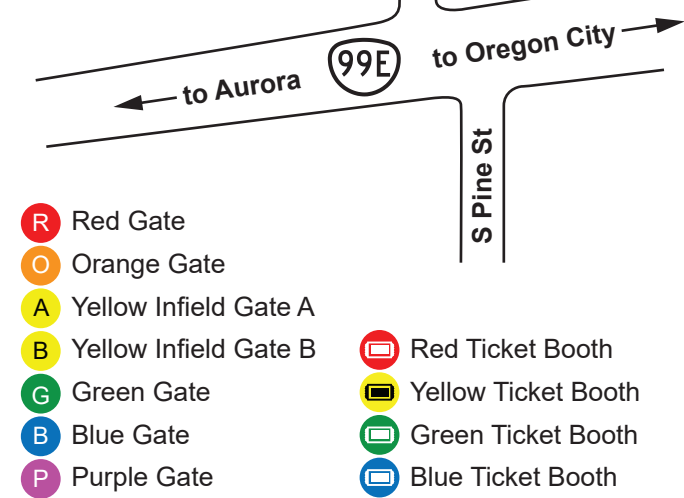 to Oregon City
99E
to Aurora
S Pine St
R Red Gate
O Orange Gate
A Yellow Infield Gate A
B Yellow Infield Gate B
G Green Gate
B Blue Gate
P Purple Gate
Red Ticket Booth
Yellow Ticket Booth
Green Ticket Booth
Blue Ticket Booth